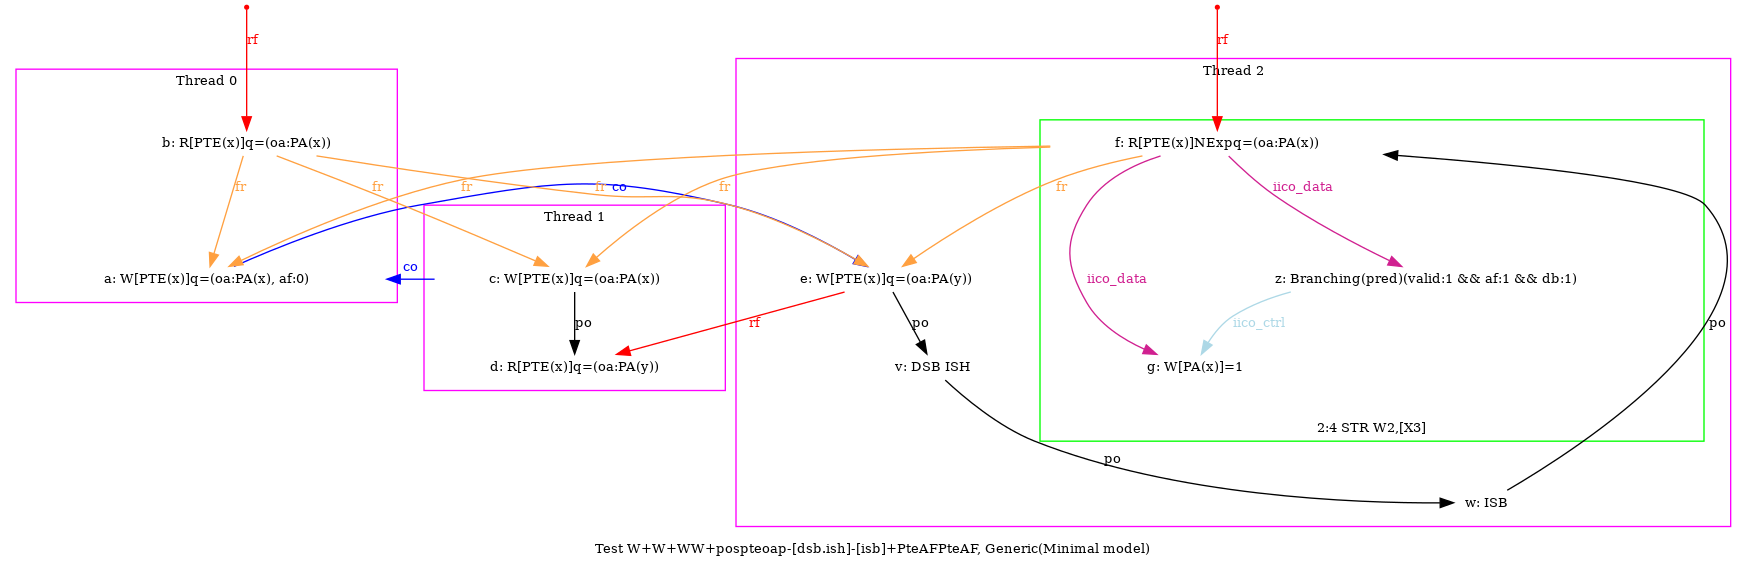 rf
rf
Thread 2
Thread 0
b: R[PTE(x)]q=(oa:PA(x))
f: R[PTE(x)]NExpq=(oa:PA(x))
fr
fr
fr
fr
co
fr
fr
iico_data
Thread 1
co
a: W[PTE(x)]q=(oa:PA(x), af:0)
c: W[PTE(x)]q=(oa:PA(x))
e: W[PTE(x)]q=(oa:PA(y))
iico_data
z: Branching(pred)(valid:1 && af:1 && db:1)
po
rf
po
iico_ctrl
po
d: R[PTE(x)]q=(oa:PA(y))
v: DSB ISH
g: W[PA(x)]=1
2:4 STR W2,[X3]
po
w: ISB
Test W+W+WW+pospteoap-[dsb.ish]-[isb]+PteAFPteAF, Generic(Minimal model)